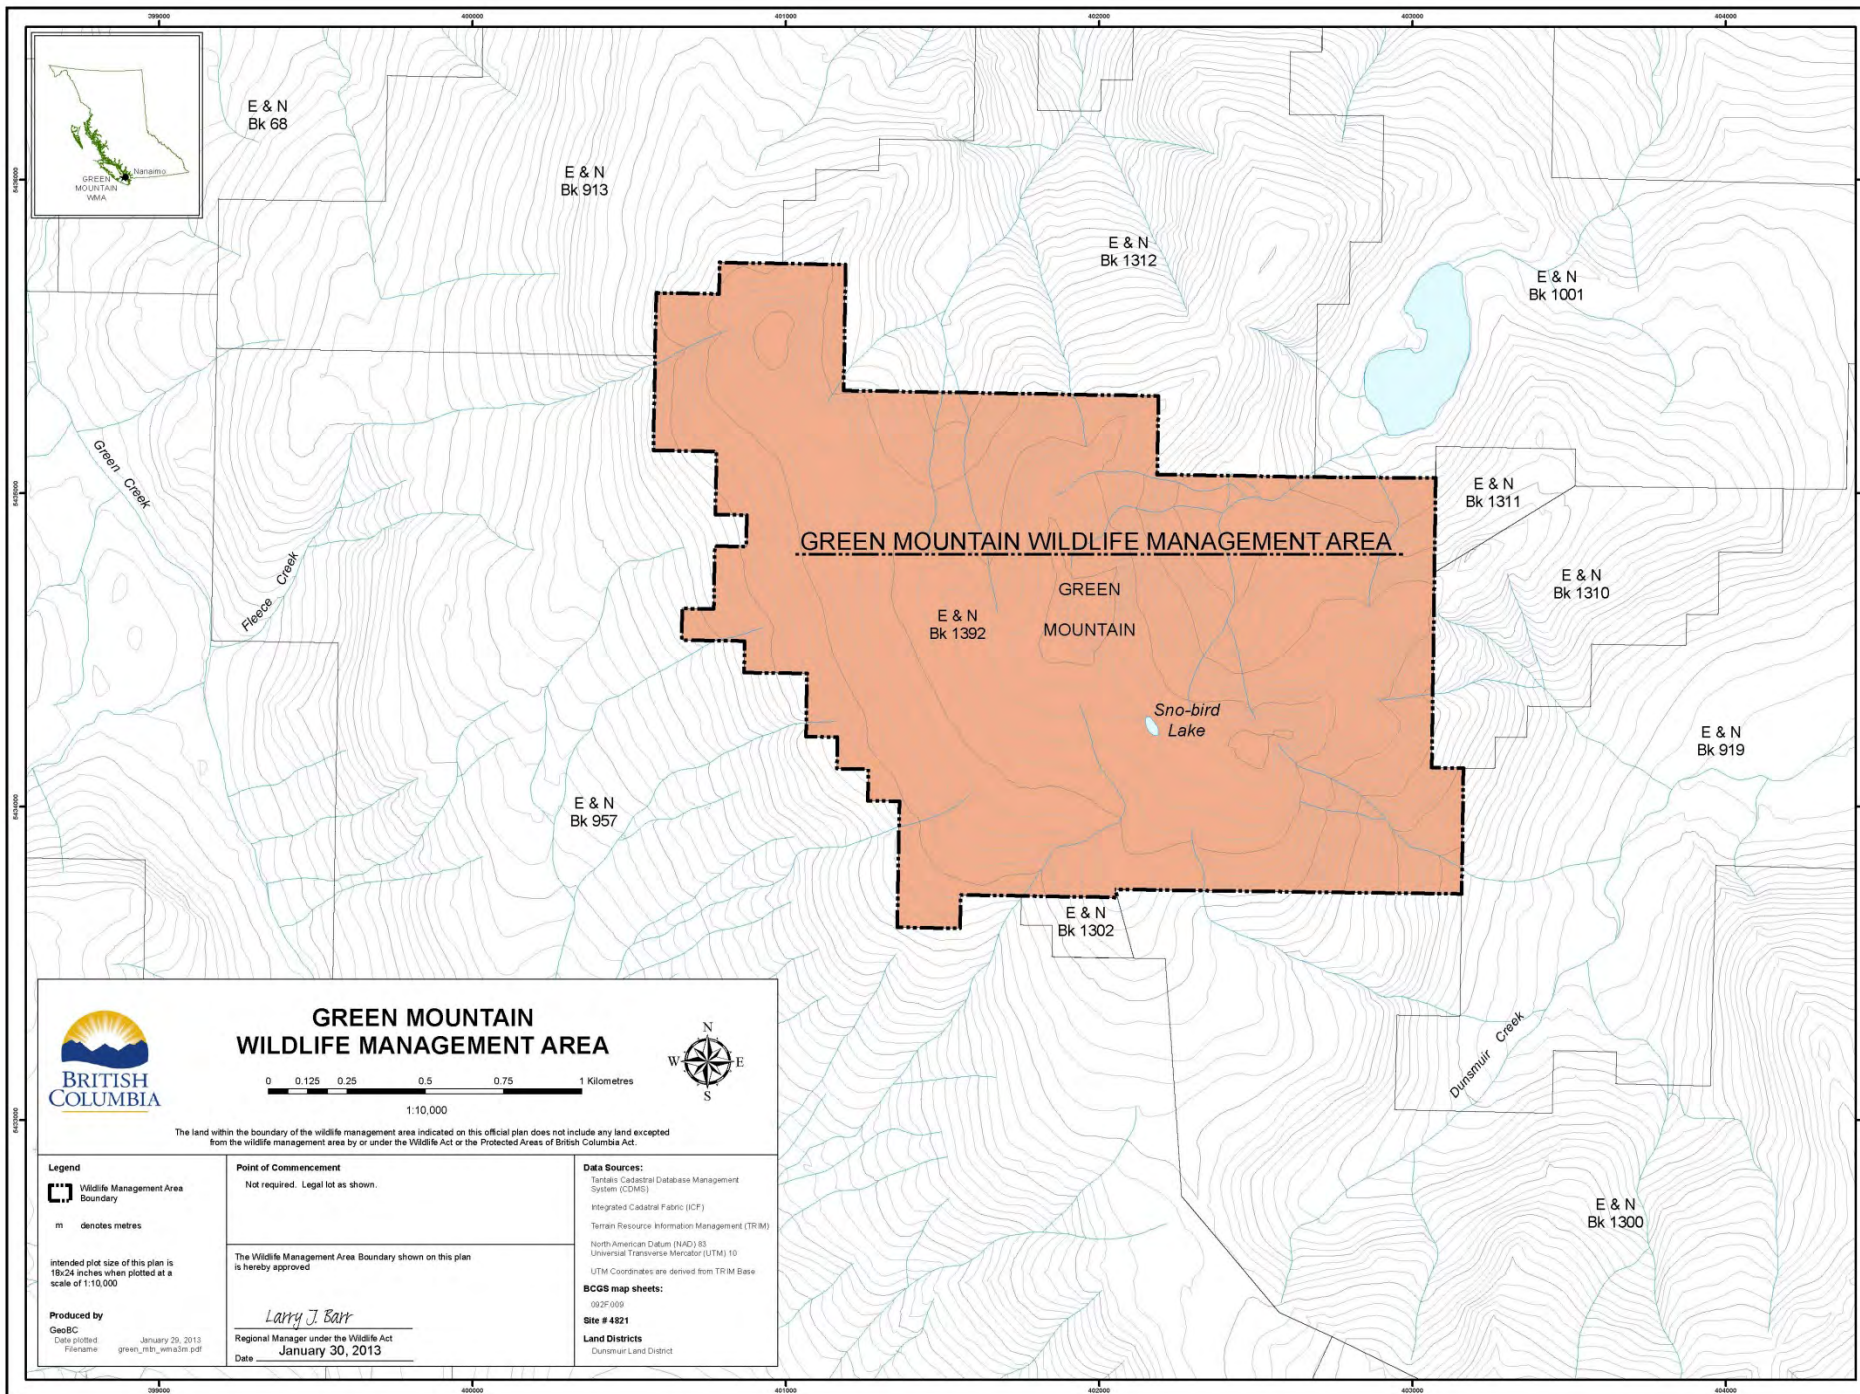 399000
400000
401000
402000
403000
404000
Nanaimo
GREEN
MOUNTAIN
WMA
E & N
Bk 68
E & N
Bk 913
E & N
Bk 1312
E & N
Bk 1001
Green Creek
Fleece Creek
E & N
Bk 1311
GREEN MOUNTAIN WILDLIFE MANAGEMENT AREA
GREEN
MOUNTAIN
E & N
Bk 1392
E & N
Bk 1310
Sno-bird
Lake
E & N
Bk 919
E & N
Bk 957
E & N
Bk 1302
Dunsmuir Creek
E & N
Bk 1300
BRITISH
COLUMBIA
GREEN MOUNTAIN
WILDLIFE MANAGEMENT AREA
0 0.125 0.25 0.5 0.75 1 Kilometres
1:10,000
N
W E
S
The land within the boundary of the wildlife management area indicated on this official plan does not include any land excepted
from the wildlife management area by or under the Wildlife Act or the Protected Areas of British Columbia Act.
Legend
Wildlife Management Area
Boundary
m denotes metres
intended plot size of this plan is
18x24 inches when plotted at a
scale of 1:10,000
Produced by
GeoBC
Date plotted January 29, 2013
Filename green_mtn_wma3m.pdf
Point of Commencement
Not required. Legal lot as shown.
The Wildlife Management Area Boundary shown on this plan
is hereby approved
Larry J. Barr
Regional Manager under the Wildlife Act
Date January 30, 2013
Data Sources:
Tantalis Cadastral Database Management
System (CDMS)
Integrated Cadatral Fabric (ICF)
Terrain Resource Information Management (TRIM)
North American Datum (NAD) 83
Universial Transverse Mercator (UTM) 10
UTM Coordinates are derived from TRIM Base
BCGS map sheets:
092F009
Site # 4821
Land Districts
Dunsmuir Land District
399000
400000
401000
402000
403000
404000